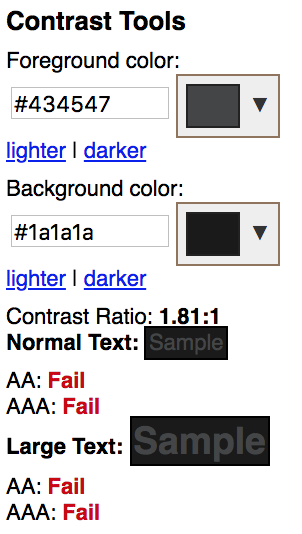 Contrast Tools
Foreground color:
#434547 ▼
lighter | darker
Background color:
#1a1a1a ▼
lighter | darker
Contrast Ratio: 1.81:1
Normal Text: Sample
AA: Fail
AAA: Fail
Large Text: Sample
AA: Fail
AAA: Fail